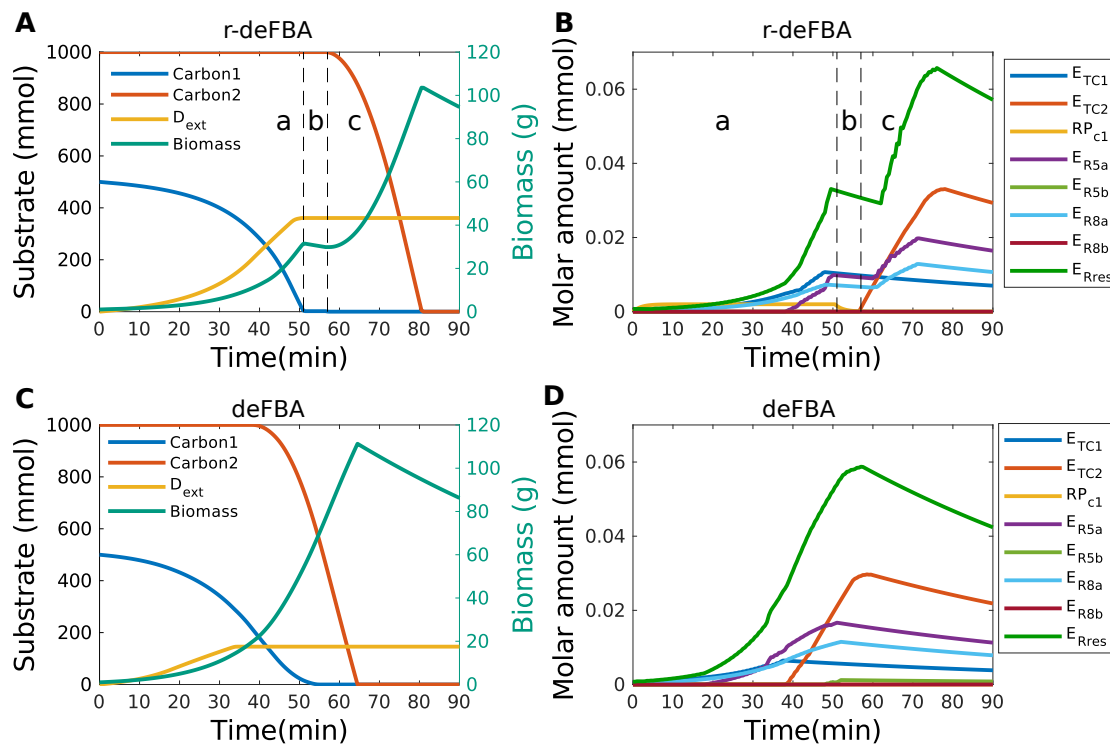 A
r-deFBA
Substrate (mmol)
1000
800
600
400
200
0
Carbon1
Carbon2
D_ext
Biomass
a
b
c
120
100
80
60
40
20
0
Biomass (g)
0 10 20 30 40 50 60 70 80 90
Time(min)
B
r-deFBA
Molar amount (mmol)
0.06
0.04
0.02
0
a
b
c
0 10 20 30 40 50 60 70 80 90
Time(min)
E_TC1
E_TC2
RP_c1
E_R5a
E_R5b
E_R8a
E_R8b
E_Rres
C
deFBA
Substrate (mmol)
1000
800
600
400
200
0
Carbon1
Carbon2
D_ext
Biomass
120
100
80
60
40
20
0
Biomass (g)
0 10 20 30 40 50 60 70 80 90
Time(min)
D
deFBA
Molar amount (mmol)
0.06
0.04
0.02
0
0 10 20 30 40 50 60 70 80 90
Time(min)
E_TC1
E_TC2
RP_c1
E_R5a
E_R5b
E_R8a
E_R8b
E_Rres